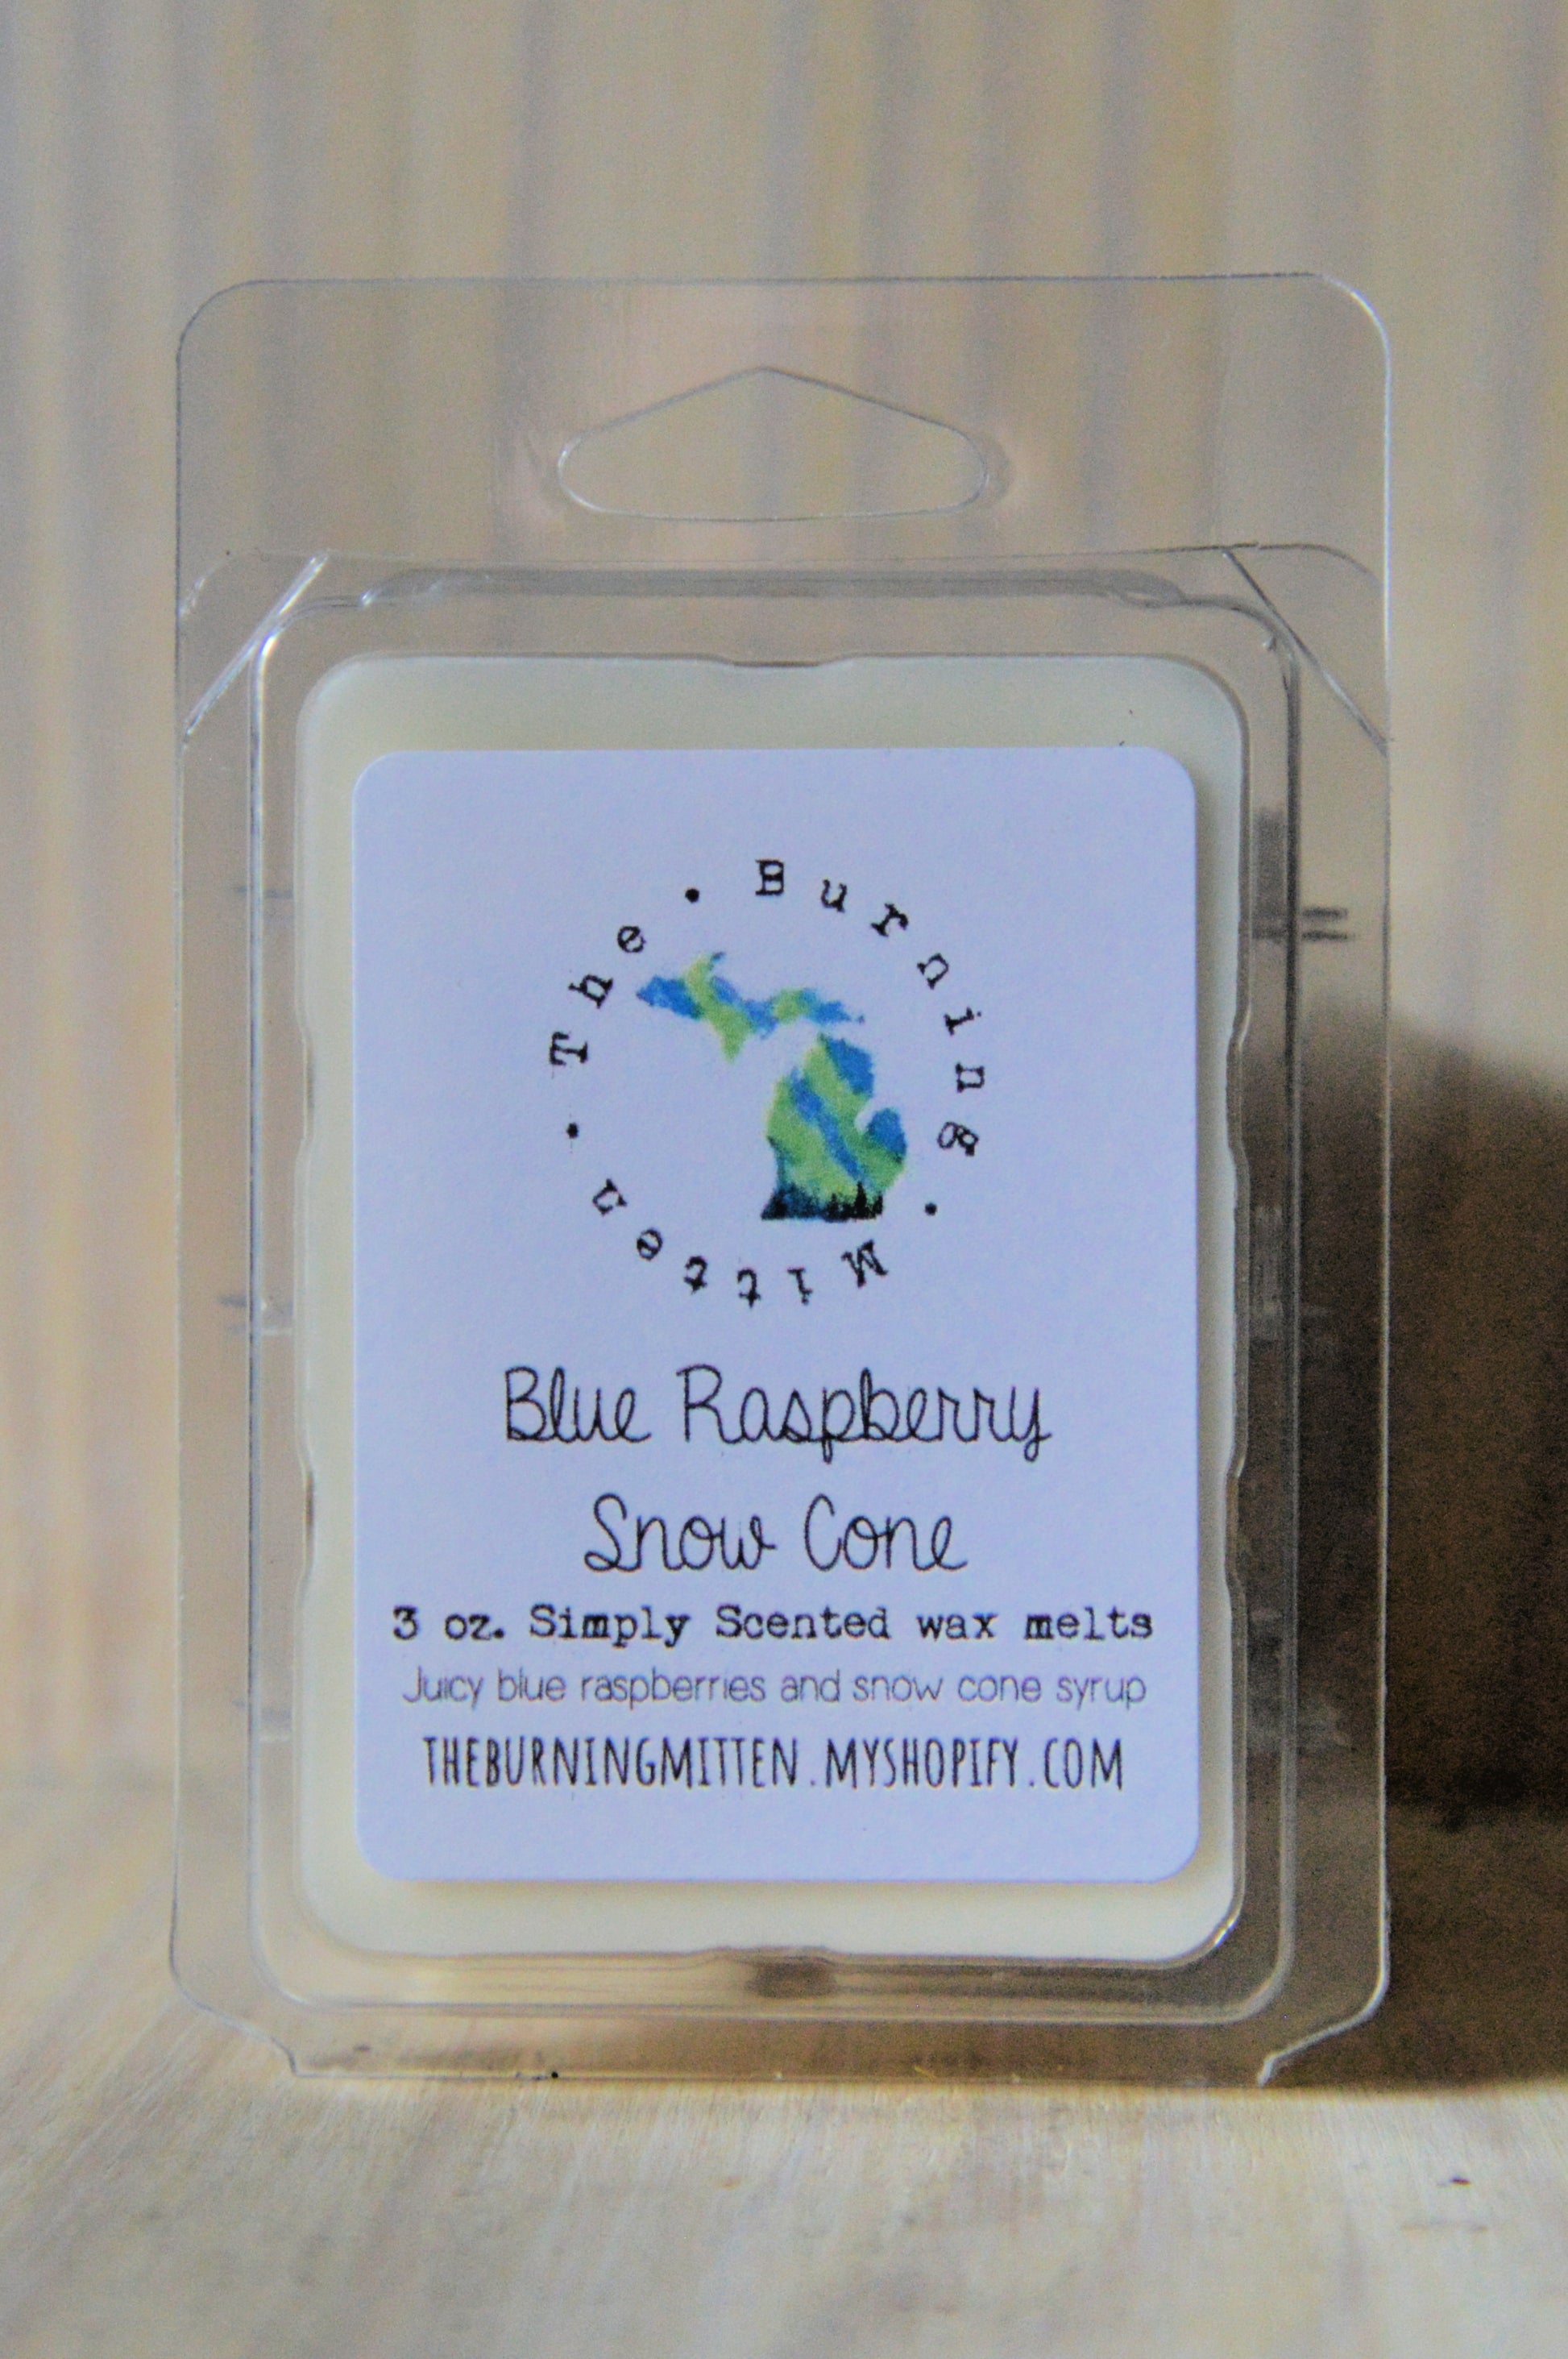 The • Burning • Mitten •
Blue Raspberry
Snow Cone
3 oz. Simply Scented wax melts
Juicy blue raspberries and snow cone syrup
THEBURNINGMITTEN.MYSHOPIFY.COM